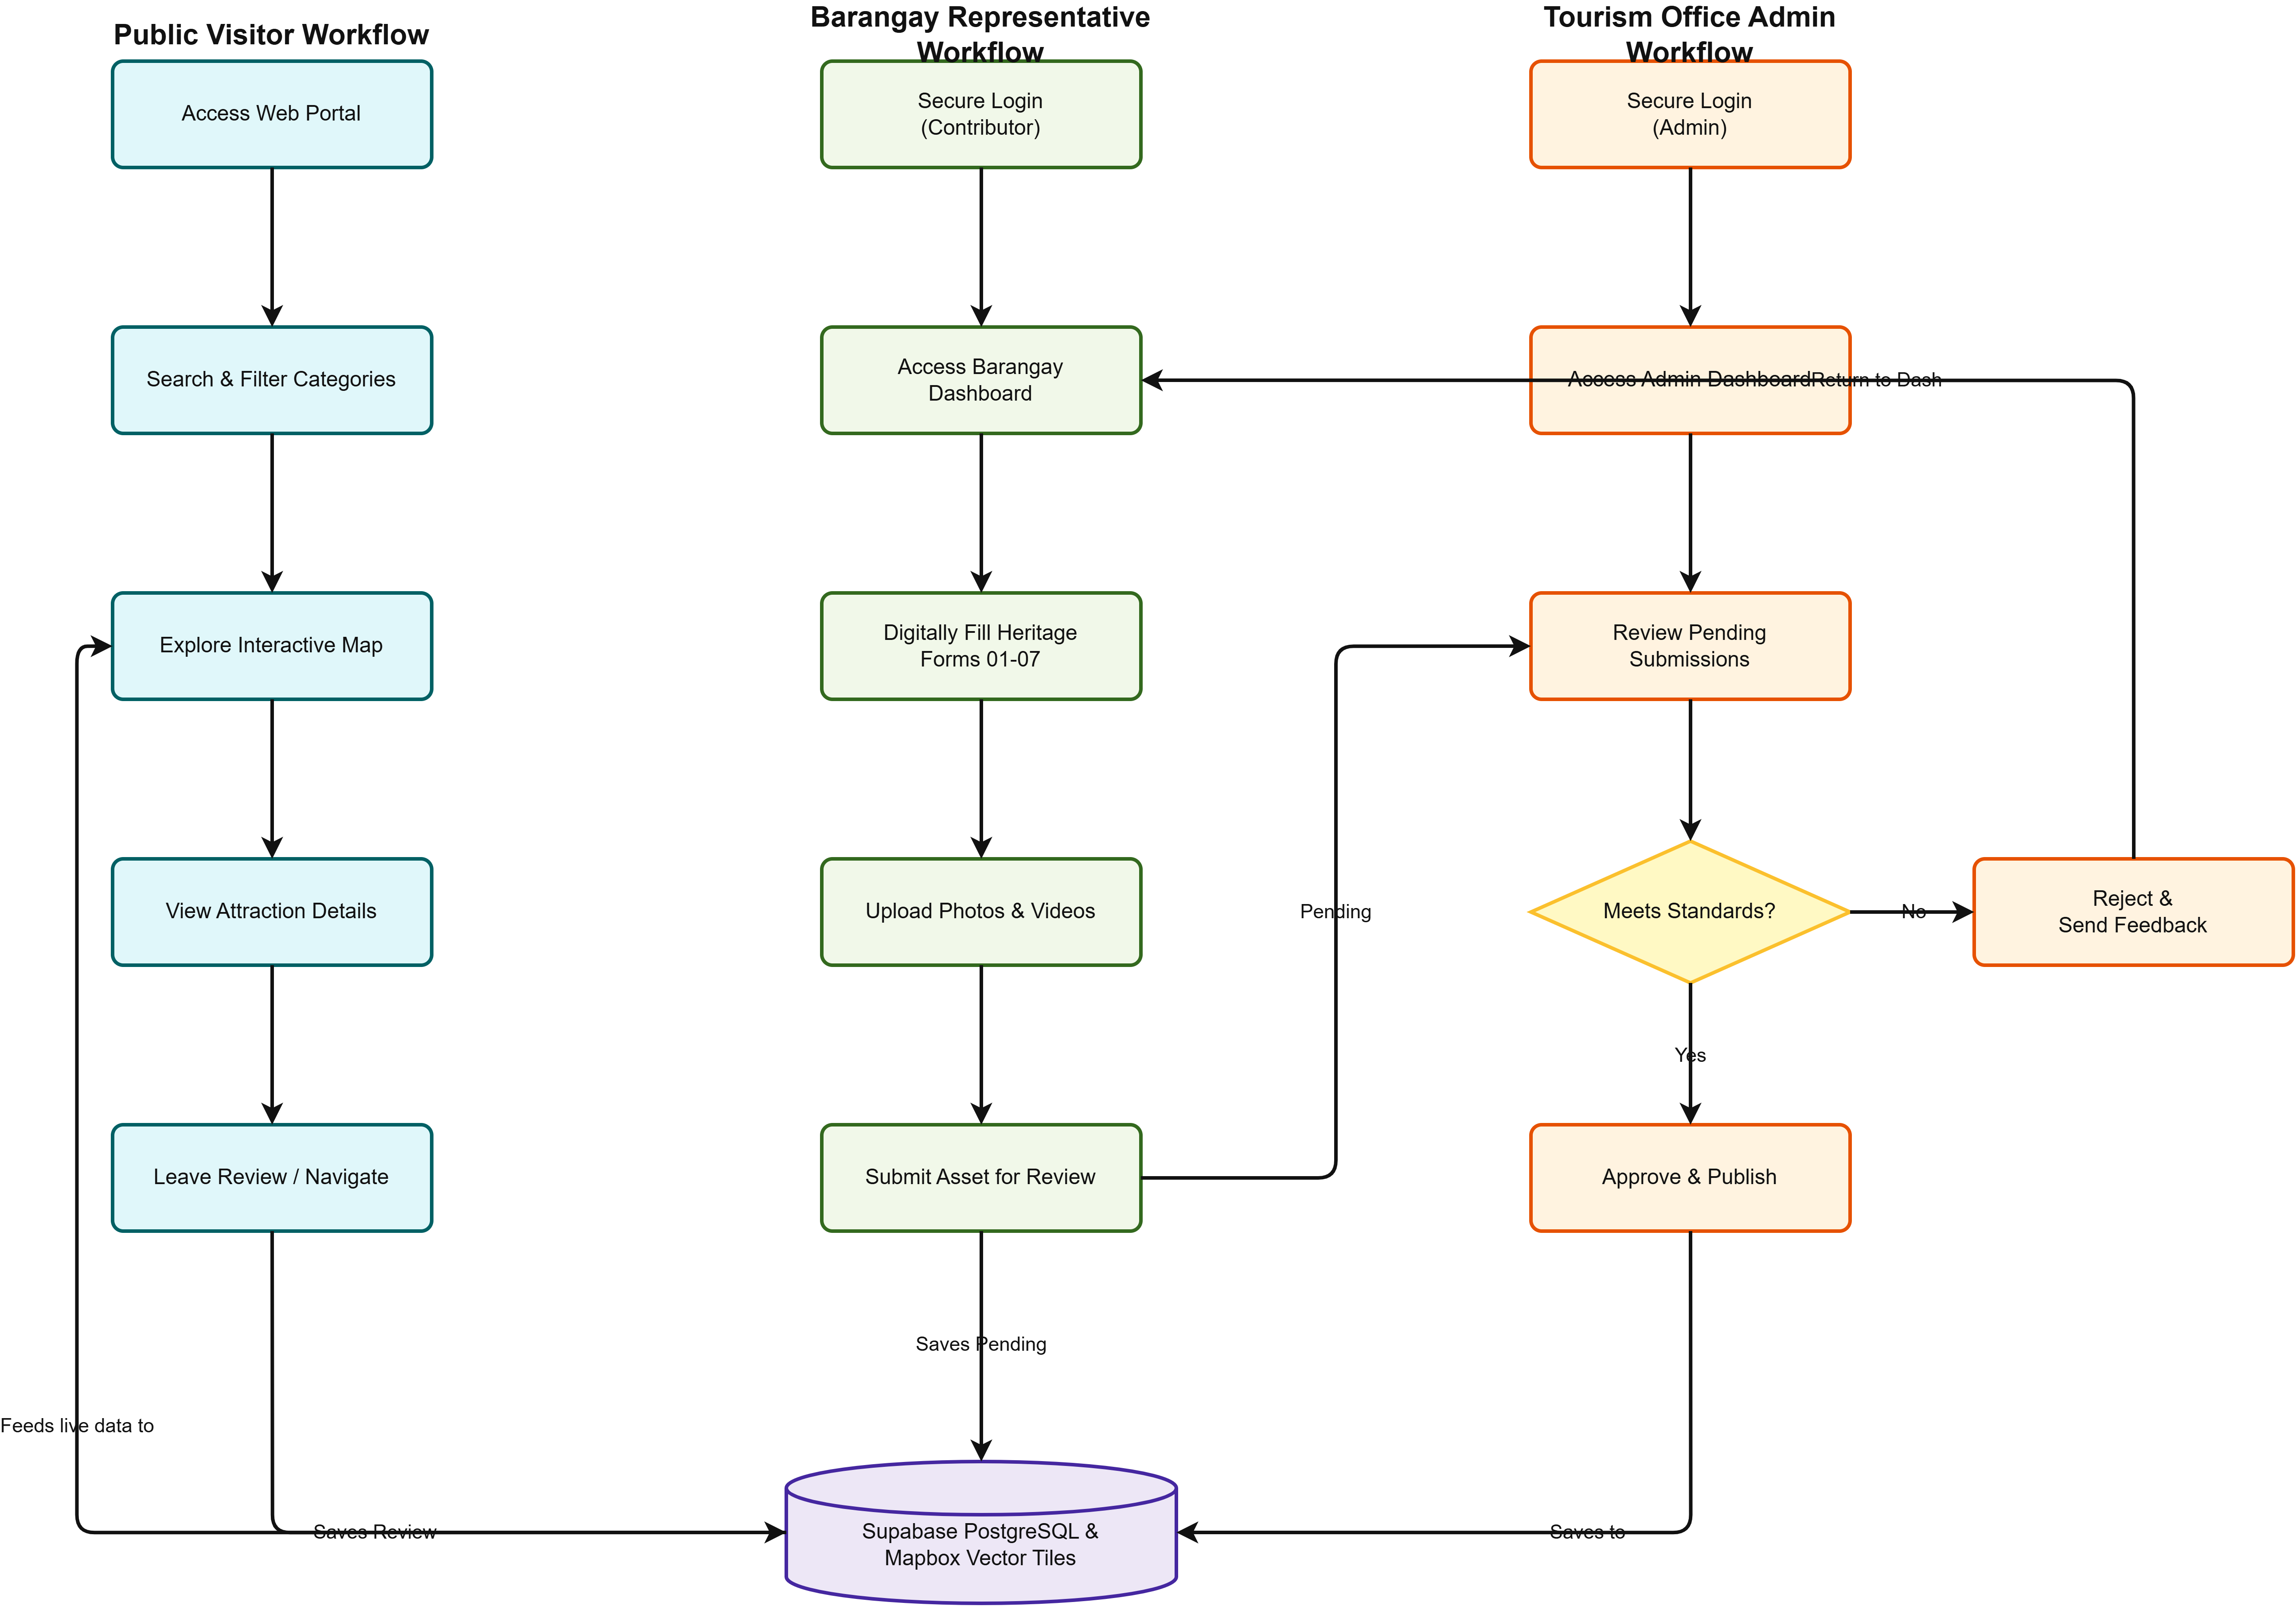 Public Visitor Workflow
Barangay Representative
Workflow
Tourism Office Admin
Workflow
Access Web Portal
Secure Login
(Contributor)
Secure Login
(Admin)
Search & Filter Categories
Access Barangay
Dashboard
Access Admin Dashboard
Return to Dash
Explore Interactive Map
Digitally Fill Heritage
Forms 01-07
Review Pending
Submissions
View Attraction Details
Upload Photos & Videos
Pending
Meets Standards?
No
Reject &
Send Feedback
Yes
Leave Review / Navigate
Submit Asset for Review
Approve & Publish
Saves Pending
Feeds live data to
Saves Review
Supabase PostgreSQL &
Mapbox Vector Tiles
Saves to